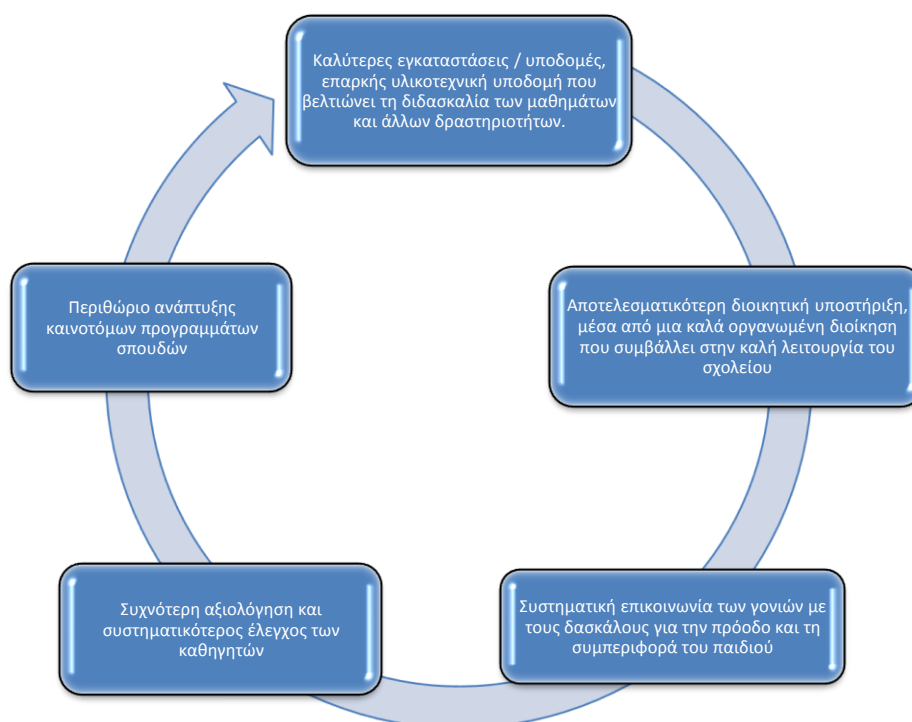 Καλύτερες εγκαταστάσεις / υποδομές,
επαρκής υλικοτεχνική υποδομή που
βελτιώνει τη διδασκαλία των μαθημάτων
και άλλων δραστηριοτήτων.
Αποτελεσματικότερη διοικητική υποστήριξη,
μέσα από μια καλά οργανωμένη διοίκηση
που συμβάλλει στην καλή λειτουργία του
σχολείου
Συστηματική επικοινωνία των γονιών με
τους δασκάλους για την πρόοδο και τη
συμπεριφορά του παιδιού
Συχνότερη αξιολόγηση και
συστηματικότερος έλεγχος των
καθηγητών
Περιθώριο ανάπτυξης
καινοτόμων προγραμμάτων
σπουδών